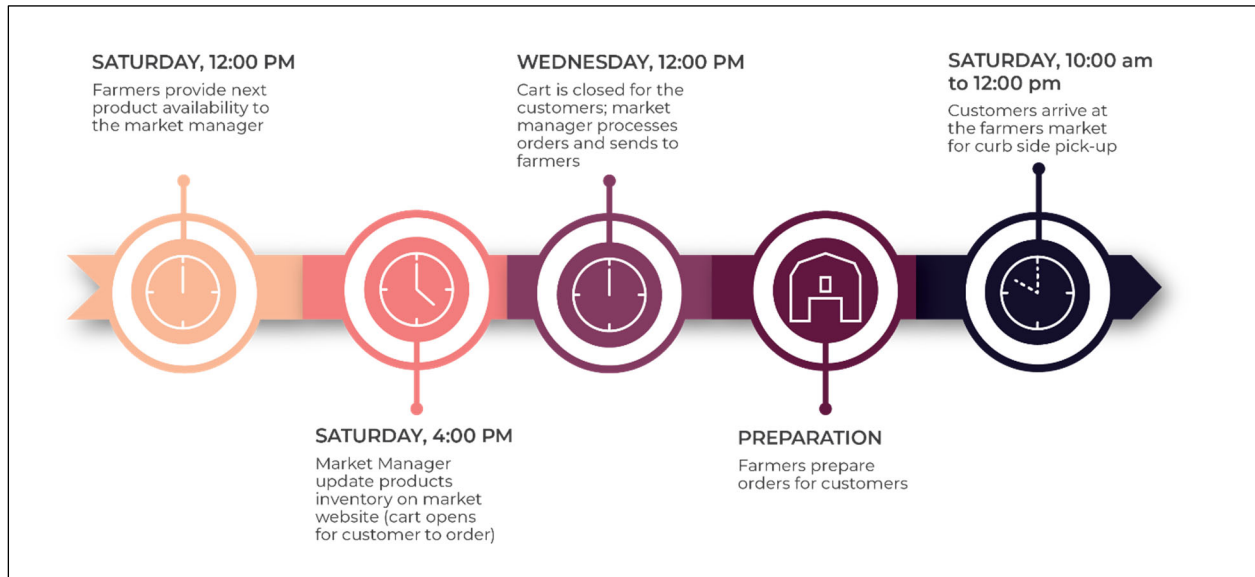 SATURDAY, 12:00 PM
Farmers provide next
product availability to
the market manager
SATURDAY, 4:00 PM
Market Manager
update products
inventory on market
website (cart opens
for customer to order)
WEDNESDAY, 12:00 PM
Cart is closed for the
customers; market
manager processes
orders and sends to
farmers
PREPARATION
Farmers prepare
orders for customers
SATURDAY, 10:00 am
to 12:00 pm
Customers arrive at
the farmers market
for curb side pick-up